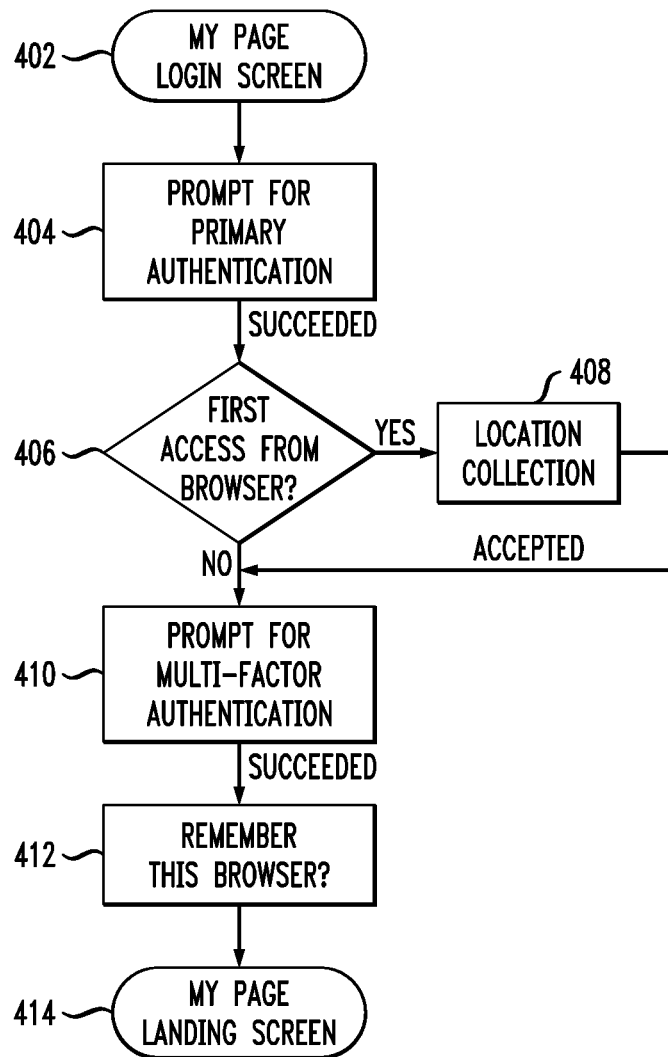 402
MY PAGE
LOGIN SCREEN
404
PROMPT FOR
PRIMARY
AUTHENTICATION
SUCCEEDED
406
FIRST
ACCESS FROM
BROWSER?
YES
408
LOCATION
COLLECTION
NO
ACCEPTED
410
PROMPT FOR
MULTI-FACTOR
AUTHENTICATION
SUCCEEDED
412
REMEMBER
THIS BROWSER?
414
MY PAGE
LANDING SCREEN